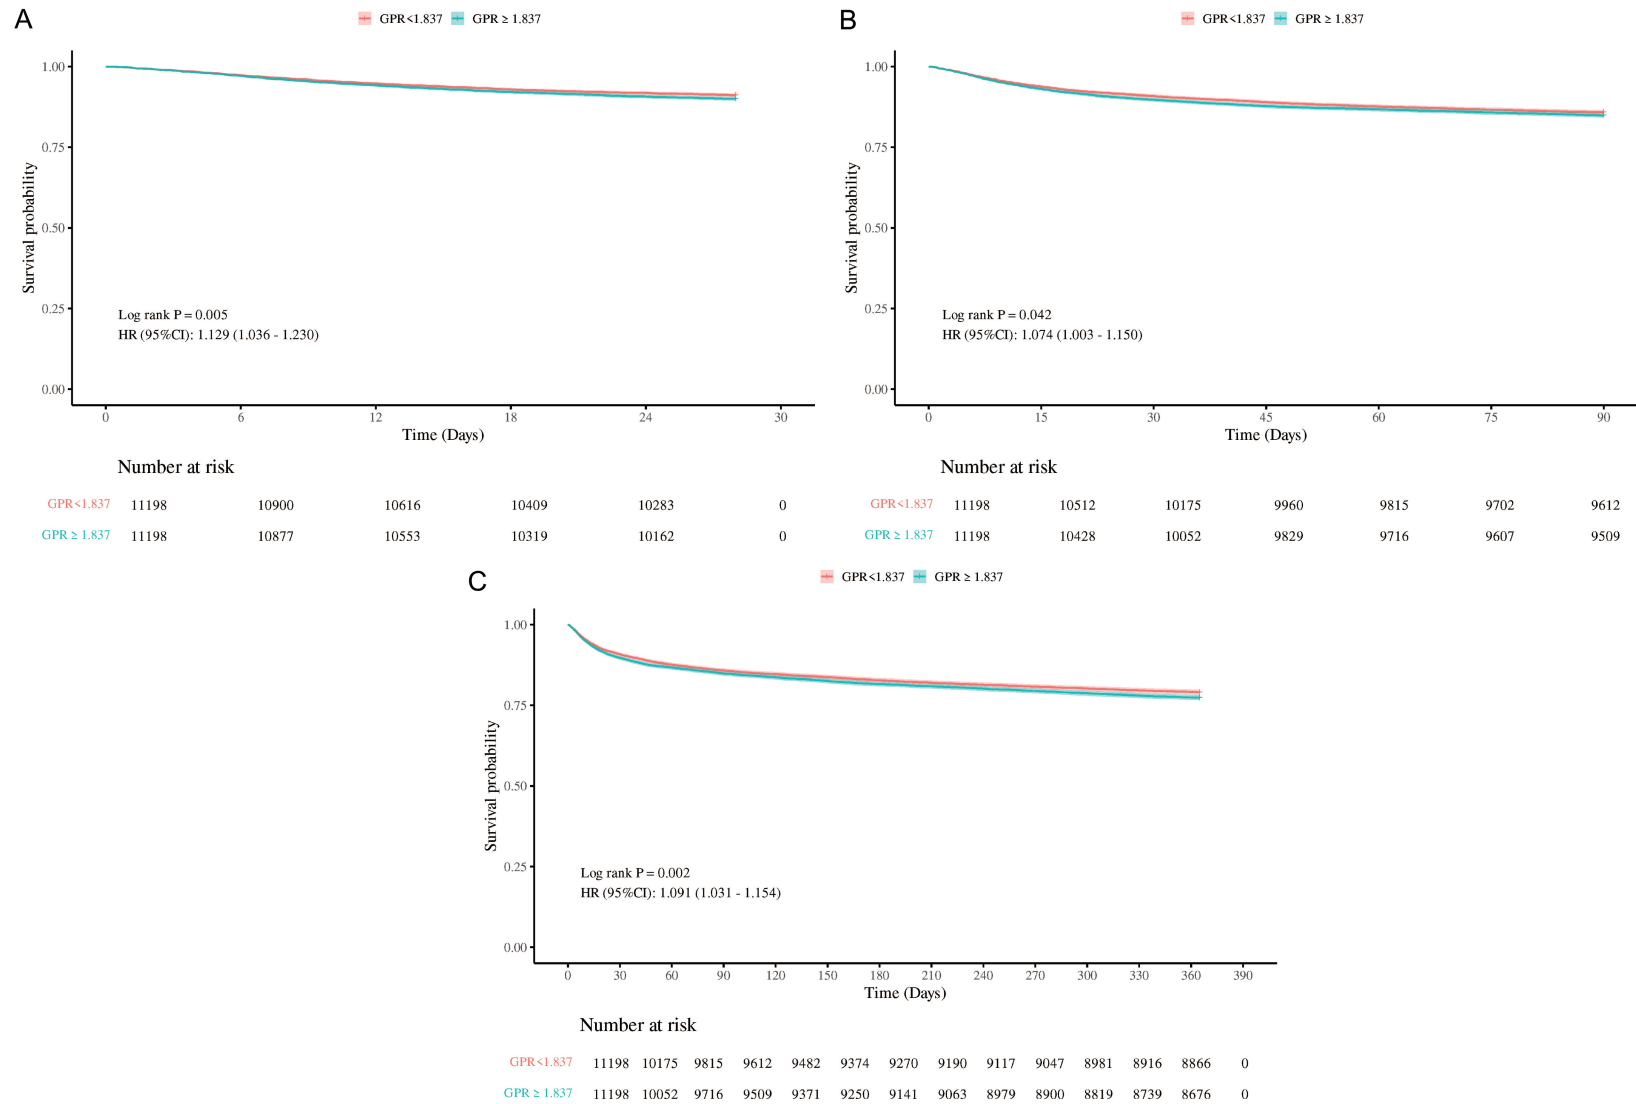 A
GPR<1.837 GPR ≥ 1.837
1.00
0.75
0.50
0.25
0.00
Survival probability
Log rank P = 0.005
HR (95%CI): 1.129 (1.036 - 1.230)
0 6 12 18 24 30
Time (Days)
Number at risk
GPR<1.837 11198 10900 10616 10409 10283 0
GPR ≥ 1.837 11198 10877 10553 10319 10162 0
B
GPR<1.837 GPR ≥ 1.837
1.00
0.75
0.50
0.25
0.00
Survival probability
Log rank P = 0.042
HR (95%CI): 1.074 (1.003 - 1.150)
0 15 30 45 60 75 90
Time (Days)
Number at risk
GPR<1.837 11198 10512 10175 9960 9815 9702 9612
GPR ≥ 1.837 11198 10428 10052 9829 9716 9607 9509
C
GPR<1.837 GPR ≥ 1.837
1.00
0.75
0.50
0.25
0.00
Survival probability
Log rank P = 0.002
HR (95%CI): 1.091 (1.031 - 1.154)
0 30 60 90 120 150 180 210 240 270 300 330 360 390
Time (Days)
Number at risk
GPR<1.837 11198 10175 9815 9612 9482 9374 9270 9190 9117 9047 8981 8916 8866 0
GPR ≥ 1.837 11198 10052 9716 9509 9371 9250 9141 9063 8979 8900 8819 8739 8676 0